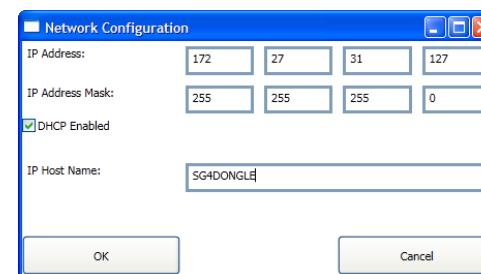 Network Configuration
IP Address: 172 27 31 127
IP Address Mask: 255 255 255 0
DHCP Enabled
IP Host Name: SG4DONGLE
OK Cancel